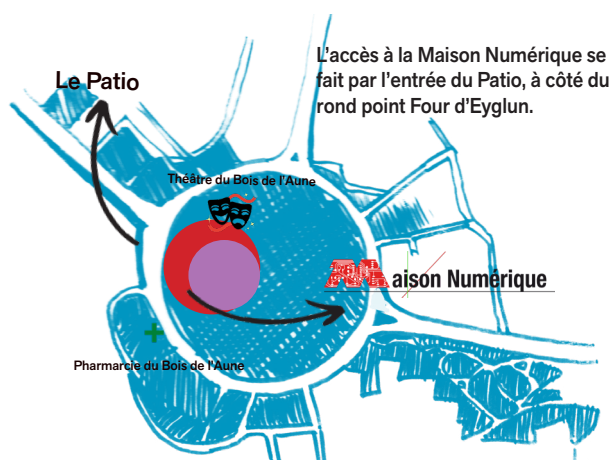 L'accès à la Maison Numérique se
fait par l'entrée du Patio, à côté du
rond point Four d'Eyglun.
Le Patio
Théâtre du Bois de l'Aune
Maison Numérique
Pharmarcie du Bois de l'Aune